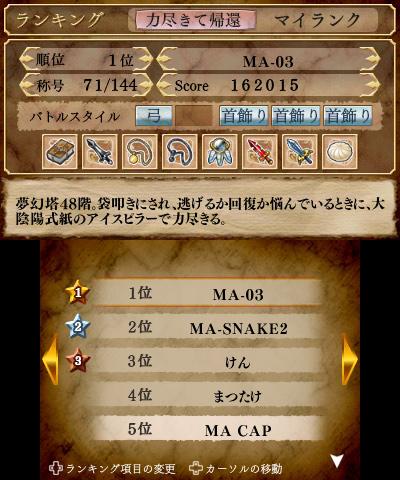 ランキング 力尽きて帰還 マイランク
順位 1位 MA-03
称号 71/144 Score 162015
バトルスタイル 弓 首飾り 首飾り 首飾り
夢幻塔48階。袋叩きにされ、逃げるか回復か悩んでいるときに、大
陰陽式紙のアイスピラーで力尽きる。
1 1位 MA-03
2 2位 MA-SNAKE2
3 3位 けん
4位 まつたけ
5位 MA CAP
ランキング項目の変更 カーソルの移動